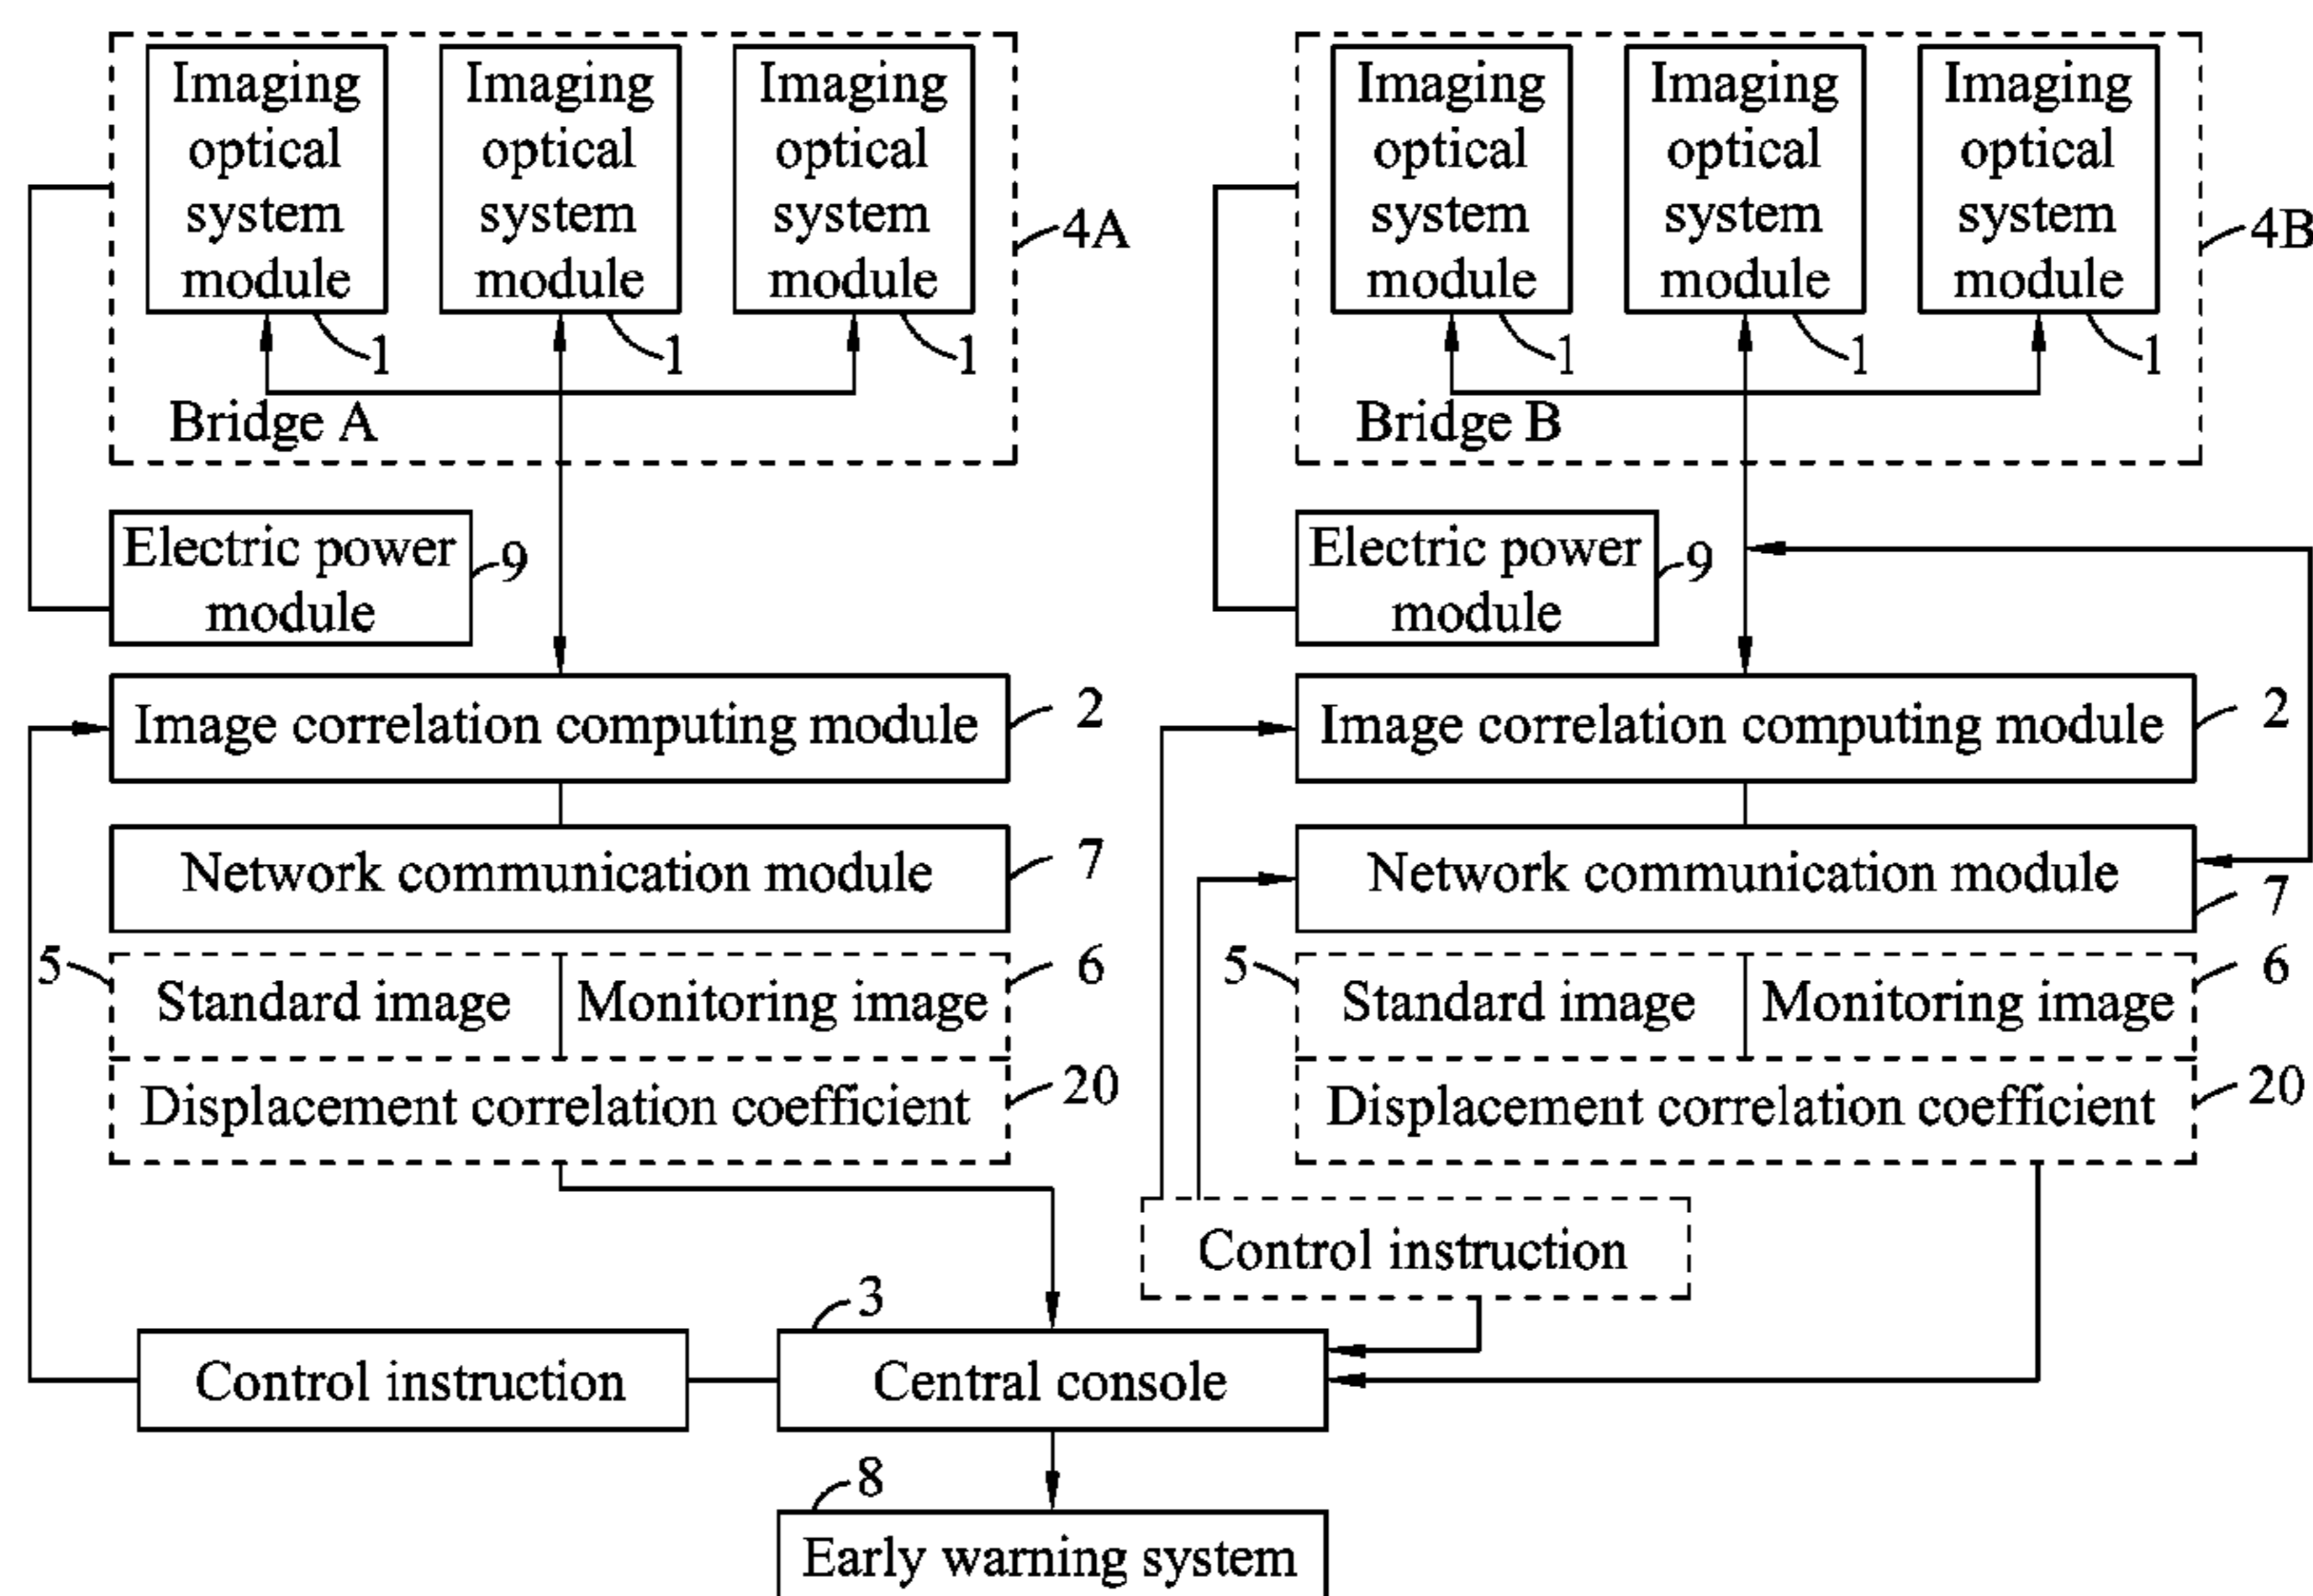 Imaging
optical
system
module
1
Imaging
optical
system
module
1
Imaging
optical
system
module
1
4A
Bridge A
Imaging
optical
system
module
1
Imaging
optical
system
module
1
Imaging
optical
system
module
1
4B
Bridge B
Electric power
module
9
Electric power
module
9
Image correlation computing module
2
Image correlation computing module
2
Network communication module
7
Network communication module
7
5
Standard image
Monitoring image
6
Displacement correlation coefficient
20
5
Standard image
Monitoring image
6
Displacement correlation coefficient
20
Control instruction
3
Control instruction
Central console
8
Early warning system